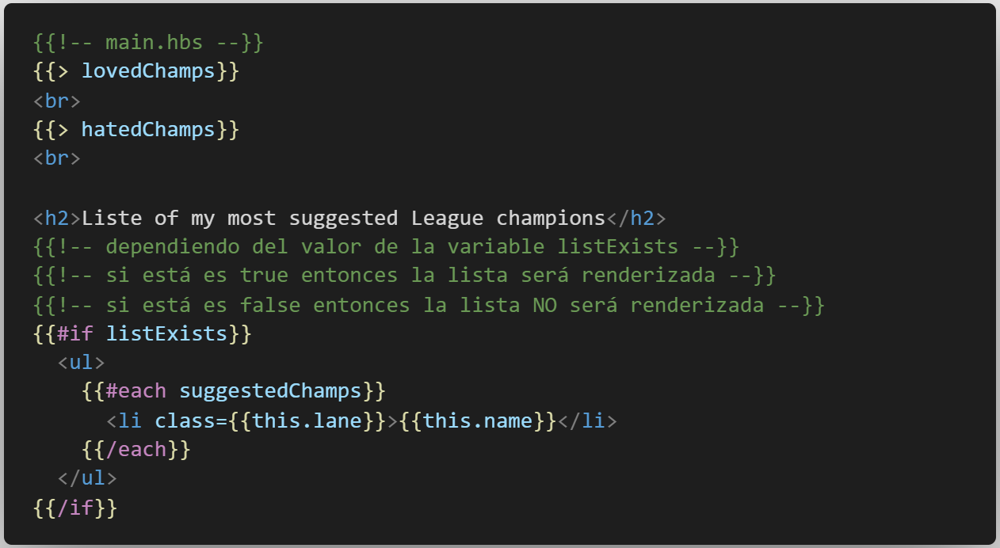 {{!-- main.hbs --}}
{{> lovedChamps}}
<br>
{{> hatedChamps}}
<br>
<h2>Liste of my most suggested League champions</h2>
{{!-- dependiendo del valor de la variable listExists --}}
{{!-- si está es true entonces la lista será renderizada --}}
{{!-- si está es false entonces la lista NO será renderizada --}}
{{#if listExists}}
<ul>
{{#each suggestedChamps}}
<li class={{this.lane}}>{{this.name}}</li>
{{/each}}
</ul>
{{/if}}